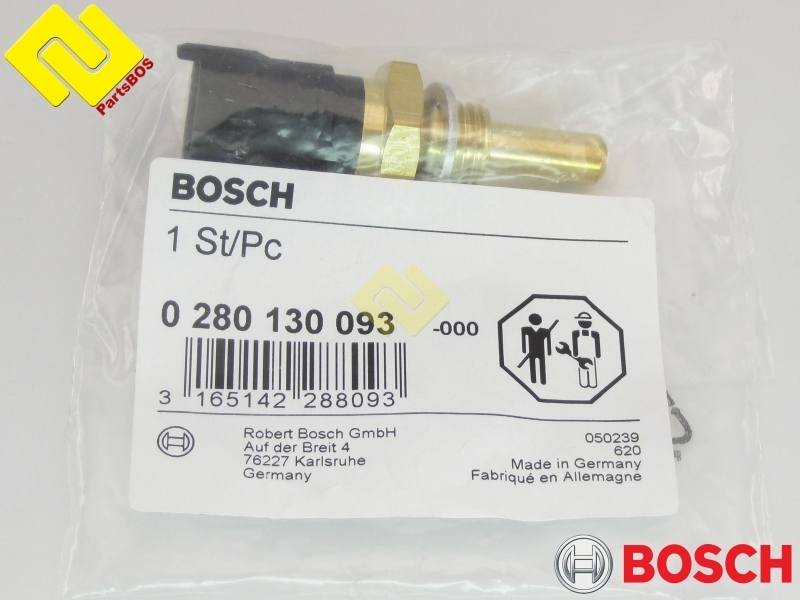 PartsBOS
BOSCH
1 St/Pc
0 280 130 093 -000
3 165142 288093
Robert Bosch GmbH
Auf der Breit 4
76227 Karlsruhe
Germany
050239
620
Made in Germany
Fabriqué en Allemagne
BOSCH